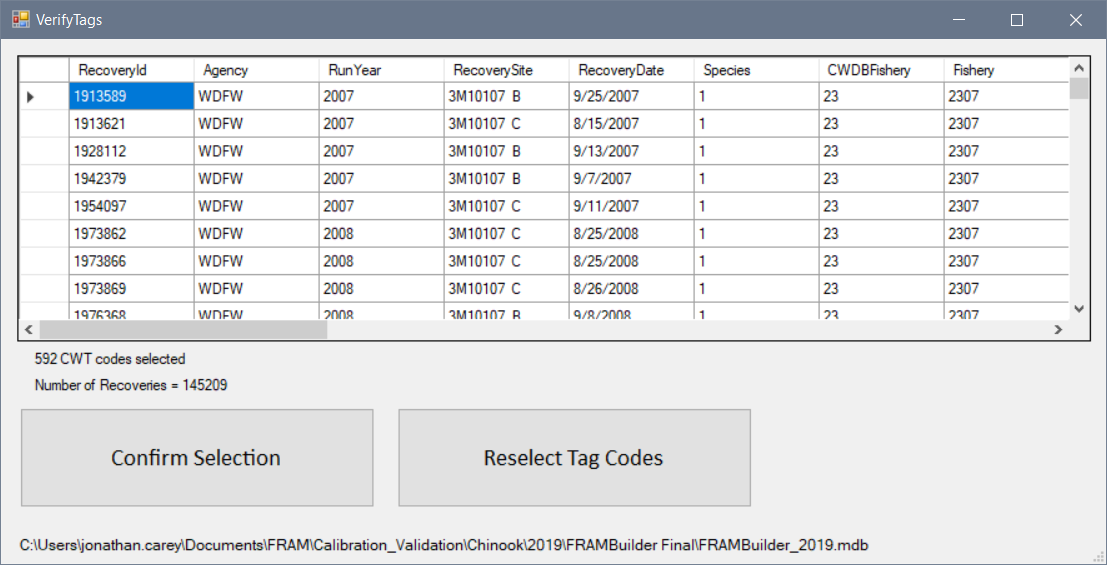 VerifyTags
RecoveryId Agency RunYear RecoverySite RecoveryDate Species CWDBFishery Fishery
1913589 WDFW 2007 3M10107 B 9/25/2007 1 23 2307
1913621 WDFW 2007 3M10107 C 8/15/2007 1 23 2307
1928112 WDFW 2007 3M10107 B 9/13/2007 1 23 2307
1942379 WDFW 2007 3M10107 B 9/7/2007 1 23 2307
1954097 WDFW 2007 3M10107 C 9/11/2007 1 23 2307
1973862 WDFW 2008 3M10107 C 8/25/2008 1 23 2307
1973866 WDFW 2008 3M10107 C 8/25/2008 1 23 2307
1973869 WDFW 2008 3M10107 C 8/26/2008 1 23 2307
1976368 WDFW 2008 3M10107 B 9/8/2008 1 23 2307
592 CWT codes selected
Number of Recoveries = 145209
Confirm Selection Reselect Tag Codes
C:\Users\jonathan.carey\Documents\FRAM\Calibration_Validation\Chinook\2019\FRAMBuilder Final\FRAMBuilder_2019.mdb